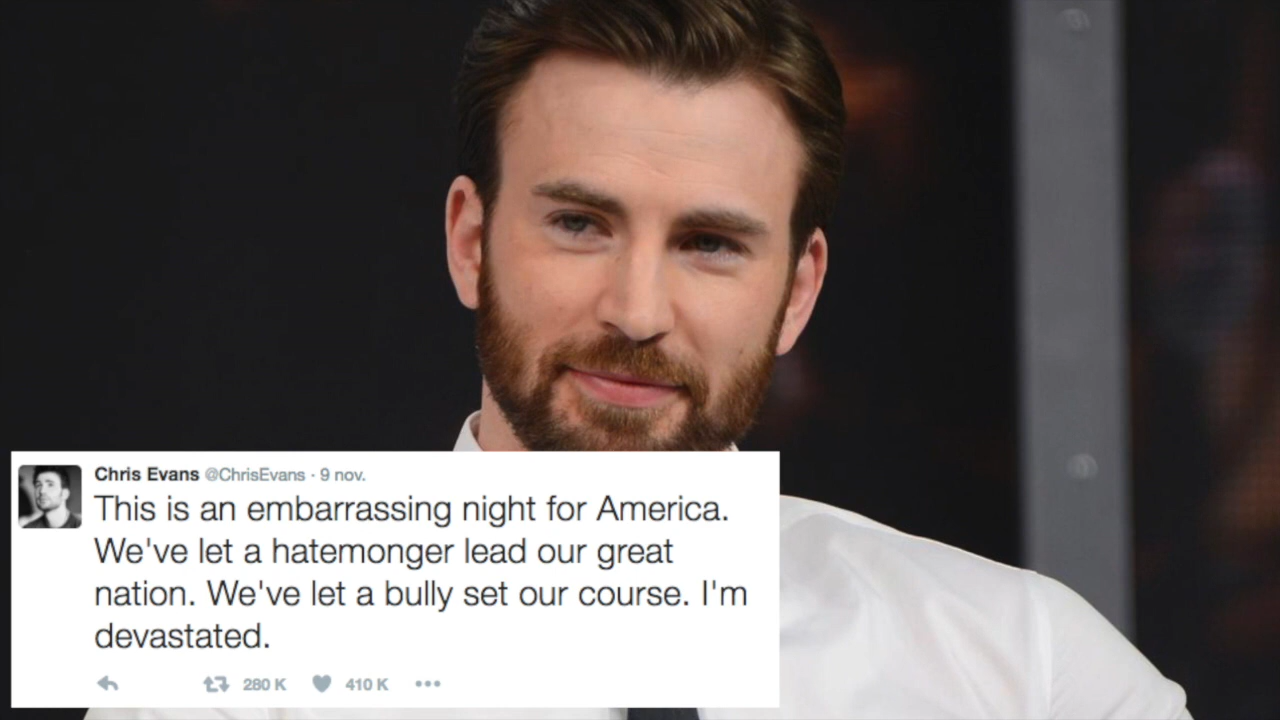 Chris Evans @ChrisEvans · 9 nov.
This is an embarrassing night for America.
We've let a hatemonger lead our great
nation. We've let a bully set our course. I'm
devastated.
280 K 410 K